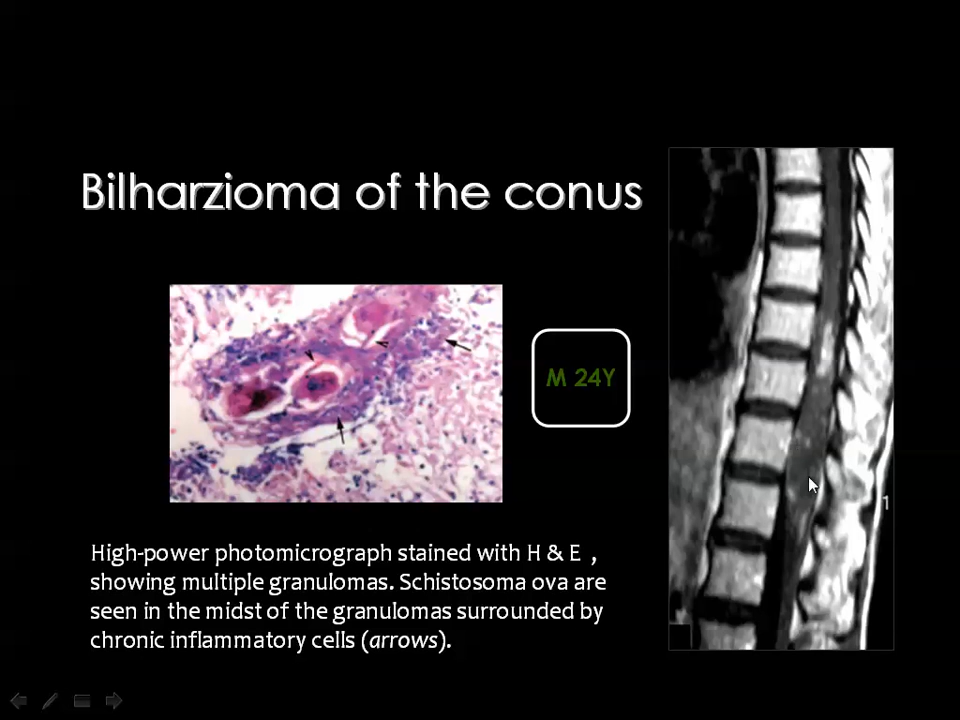 Bilharzioma of the conus
M 24Y
1
High-power photomicrograph stained with H & E ,
showing multiple granulomas. Schistosoma ova are
seen in the midst of the granulomas surrounded by
chronic inflammatory cells (arrows).